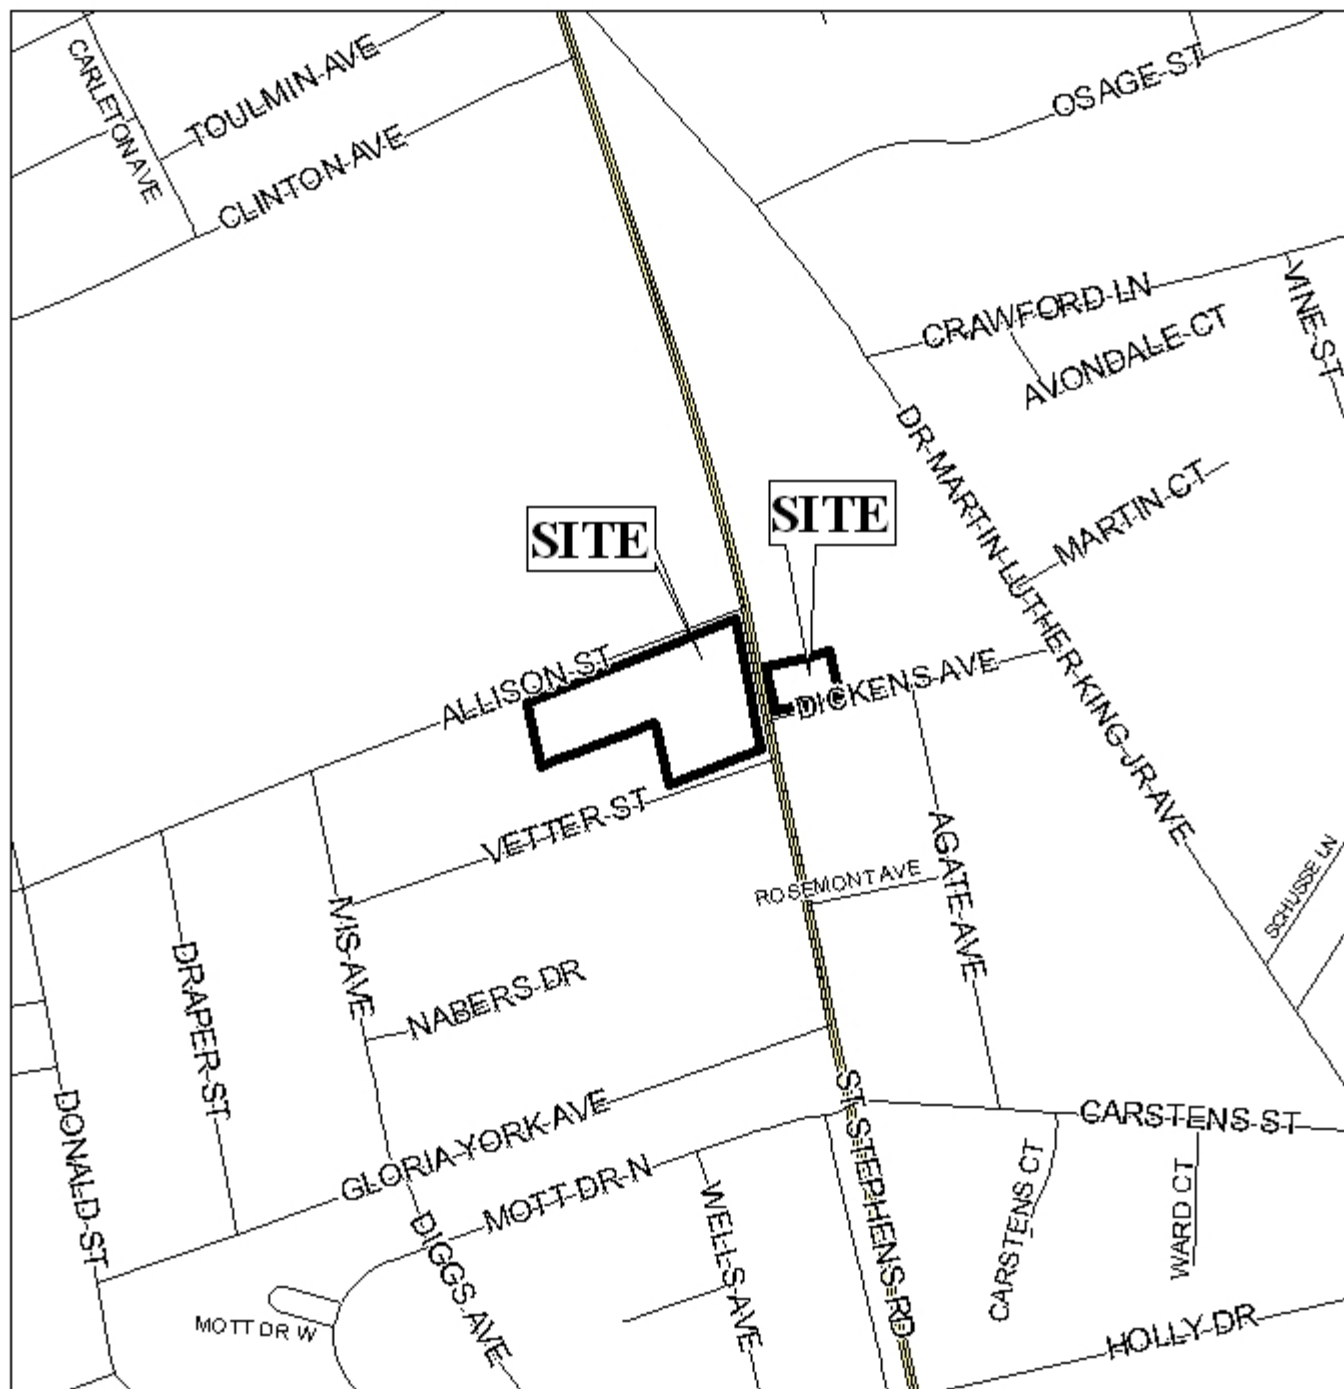 CARLETON AVE
TOULMIN AVE
CLINTON AVE
OSAGE ST
CRAWFORD LN
AVONDALE CT
VINE ST
DR MARTIN LUTHER KING JR AVE
MARTIN CT
SITE
SITE
ALLISON ST
DICKENS AVE
VETTER ST
ROSEMONT AVE
AGATE AVE
SCHUSSE LN
MIS AVE
DRAPER ST
NABERS DR
DONALD ST
GLORIA YORK AVE
MOTT DR N
ST STEPHENS RD
CARSTENS ST
CARSTENS CT
WARD CT
WELLS AVE
DIGGS AVE
MOTT DR W
HOLLY DR